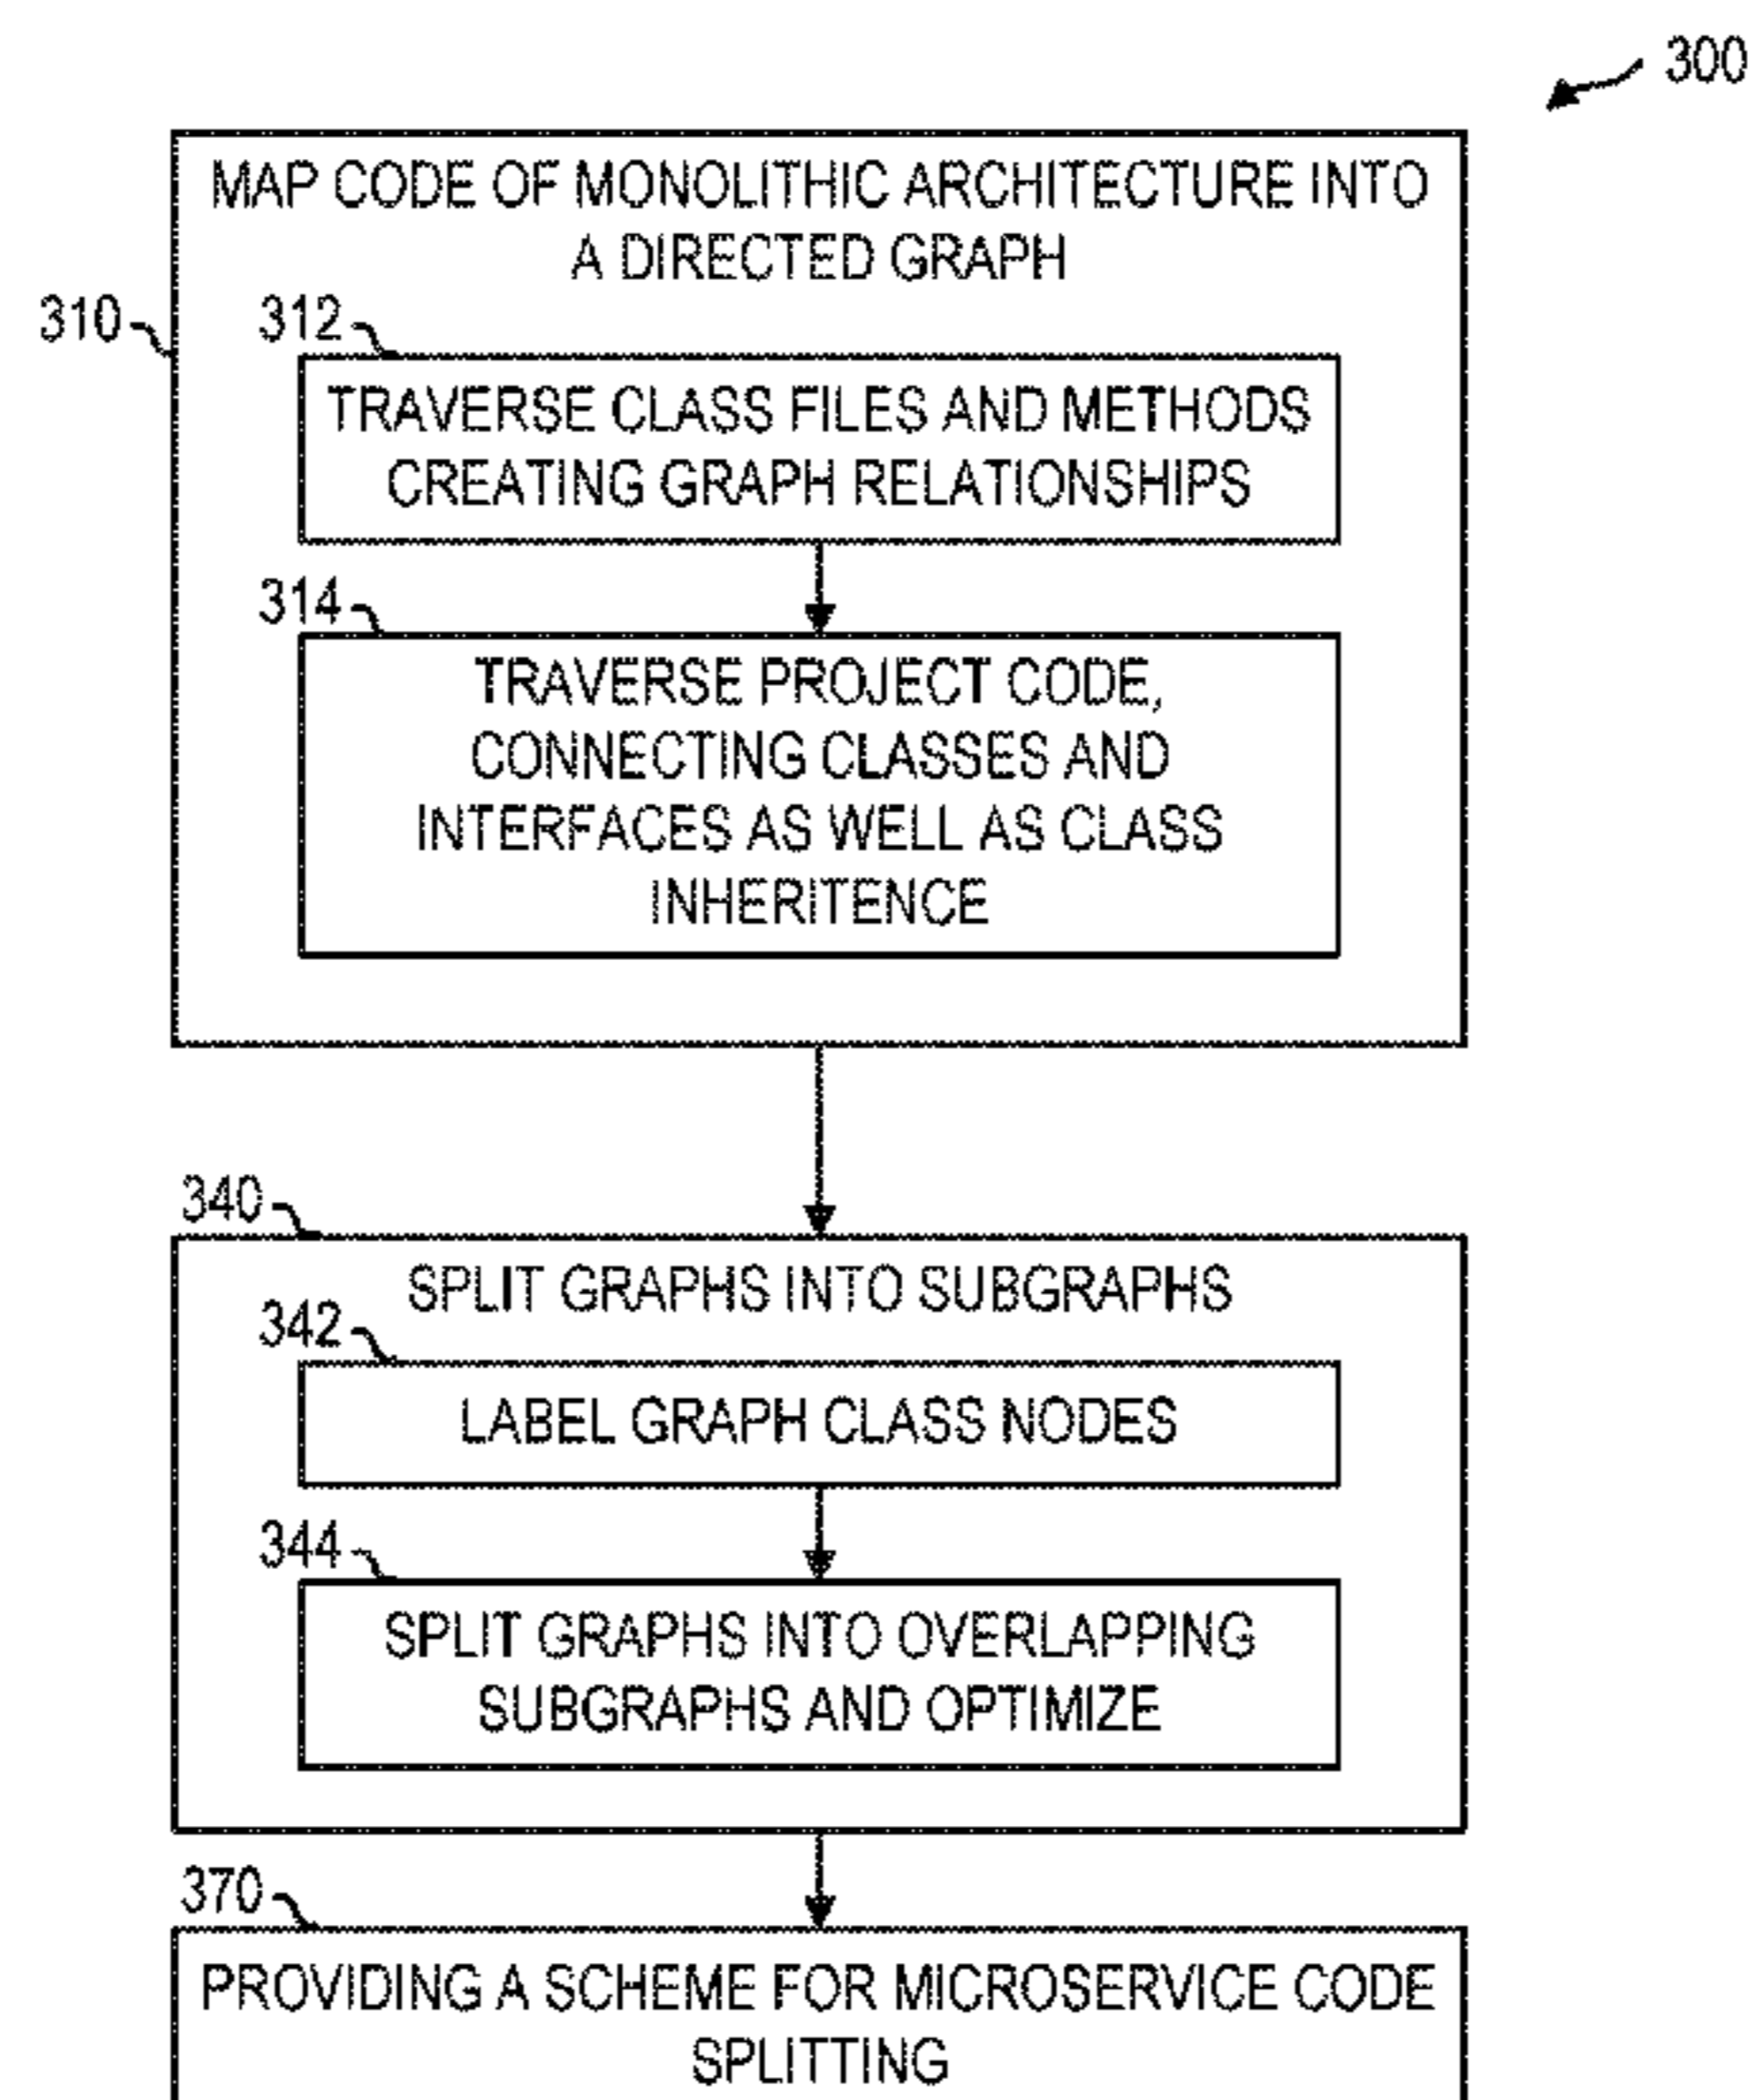 300
MAP CODE OF MONOLITHIC ARCHITECTURE INTO
A DIRECTED GRAPH
310
312
TRAVERSE CLASS FILES AND METHODS
CREATING GRAPH RELATIONSHIPS
314
TRAVERSE PROJECT CODE,
CONNECTING CLASSES AND
INTERFACES AS WELL AS CLASS
INHERITENCE
340
SPLIT GRAPHS INTO SUBGRAPHS
342
LABEL GRAPH CLASS NODES
344
SPLIT GRAPHS INTO OVERLAPPING
SUBGRAPHS AND OPTIMIZE
370
PROVIDING A SCHEME FOR MICROSERVICE CODE
SPLITTING